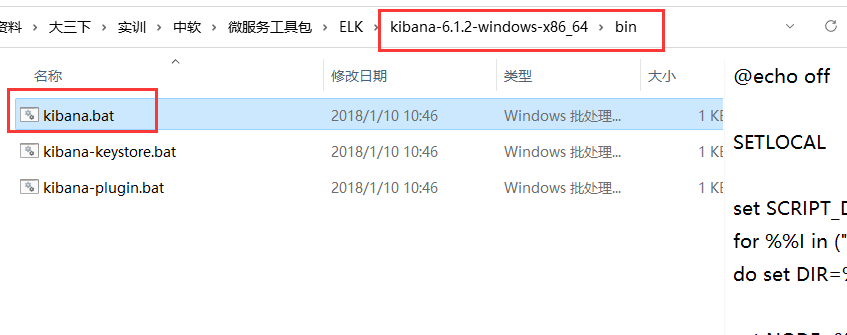 资料 > 大三下 > 实训 > 中软 > 微服务工具包 > ELK > kibana-6.1.2-windows-x86_64 > bin
名称 修改日期 类型 大小
kibana.bat 2018/1/10 10:46 Windows 批处理... 1 KB
kibana-keystore.bat 2018/1/10 10:46 Windows 批处理... 1 KB
kibana-plugin.bat 2018/1/10 10:46 Windows 批处理... 1 KB
@echo off
SETLOCAL
set SCRIPT_D
for %%I in ("
do set DIR=%